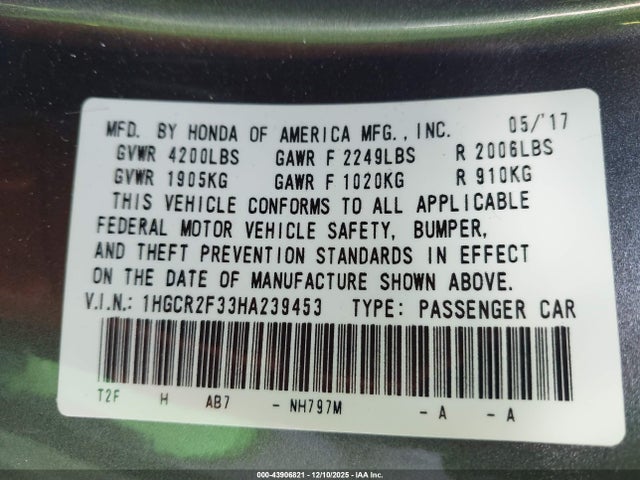 MFD. BY HONDA OF AMERICA MFG., INC. 05/'17
GVWR 4200LBS GAWR F 2249LBS R 2006LBS
GVWR 1905KG GAWR F 1020KG R 910KG
THIS VEHICLE CONFORMS TO ALL APPLICABLE
FEDERAL MOTOR VEHICLE SAFETY, BUMPER,
AND THEFT PREVENTION STANDARDS IN EFFECT
ON THE DATE OF MANUFACTURE SHOWN ABOVE.
V.I.N.: 1HGCR2F33HA239453 TYPE: PASSENGER CAR
T2F H AB7 - NH797M - A - A
000-43906821 - 12/10/2025 - IAA Inc.